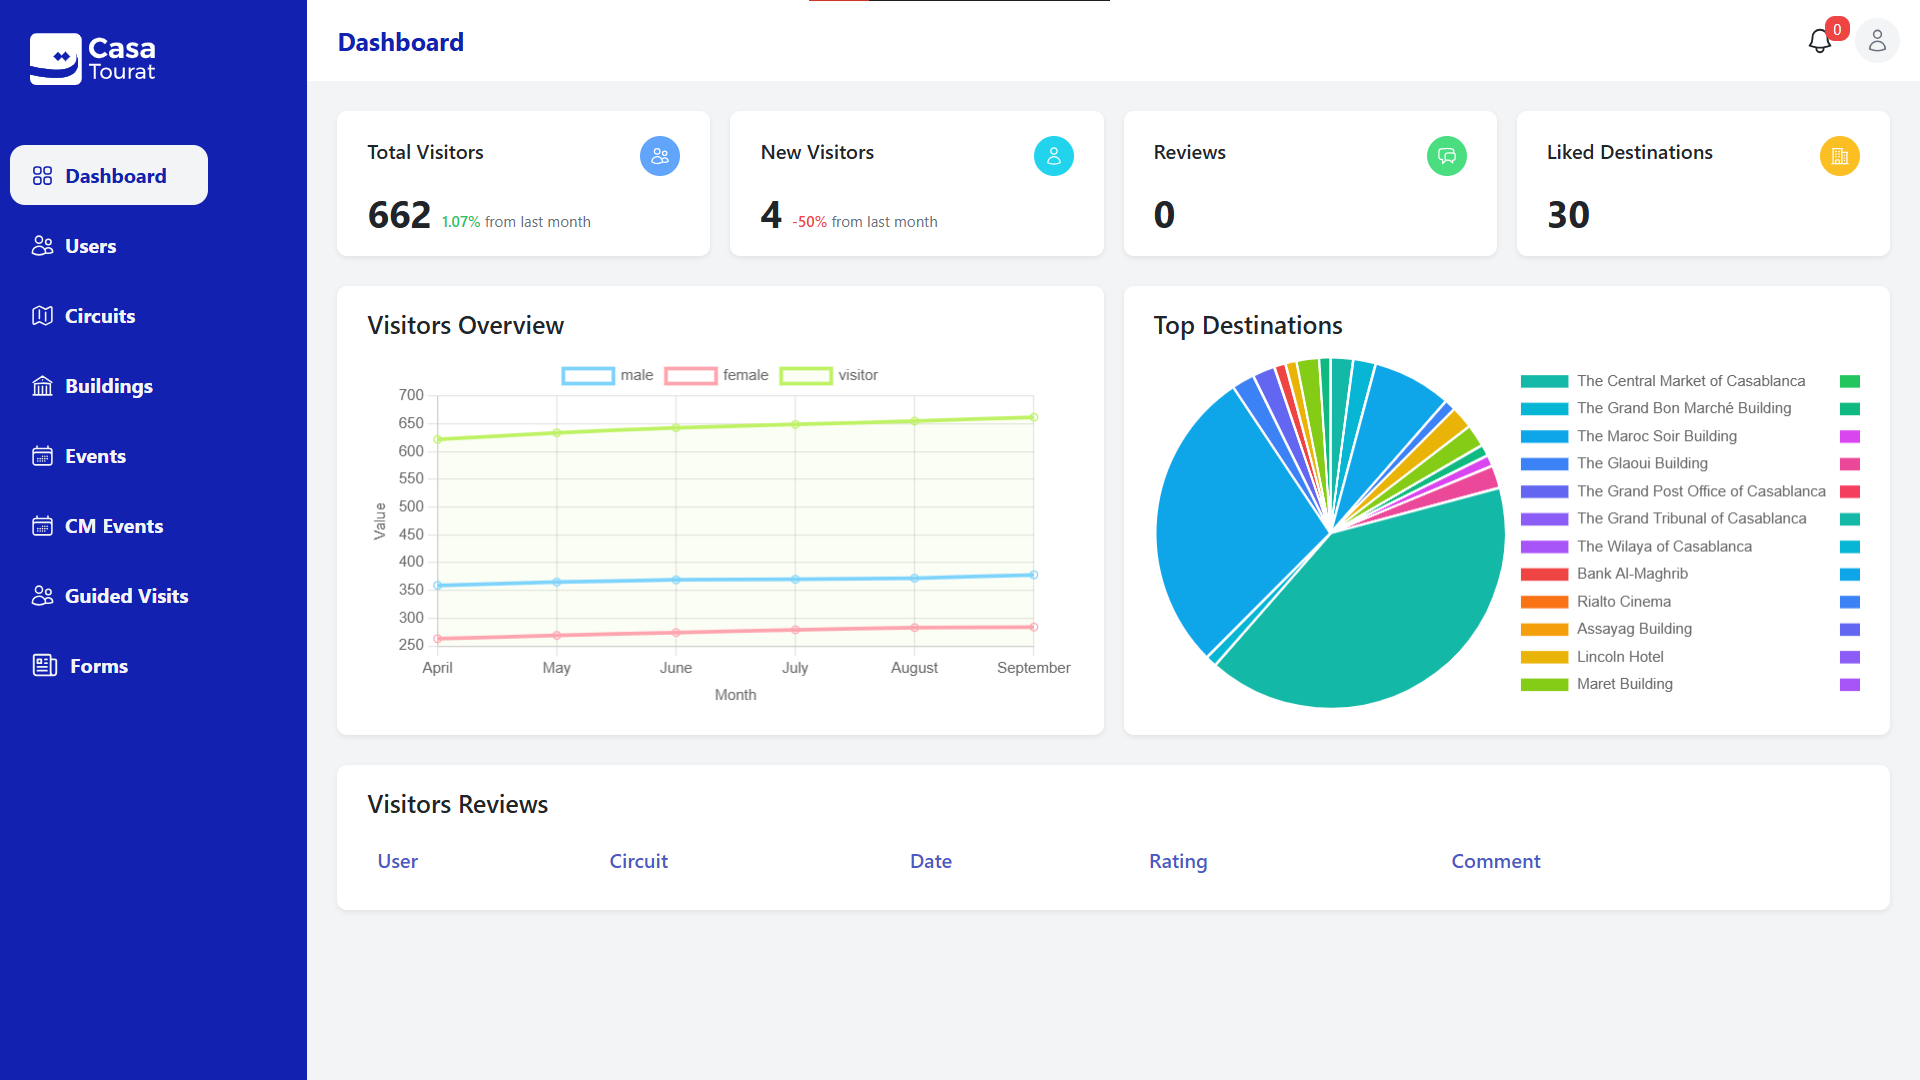 Casa
Tourat
Dashboard
Users
Circuits
Buildings
Events
CM Events
Guided Visits
Forms
Dashboard
0
Total Visitors
662 1.07% from last month
New Visitors
4 -50% from last month
Reviews
0
Liked Destinations
30
Visitors Overview
male female visitor
700
650
600
550
500
450
400
350
300
250
Value
April May June July August September
Month
Top Destinations
The Central Market of Casablanca
The Grand Bon Marché Building
The Maroc Soir Building
The Glaoui Building
The Grand Post Office of Casablanca
The Grand Tribunal of Casablanca
The Wilaya of Casablanca
Bank Al-Maghrib
Rialto Cinema
Assayag Building
Lincoln Hotel
Maret Building
Visitors Reviews
User Circuit Date Rating Comment